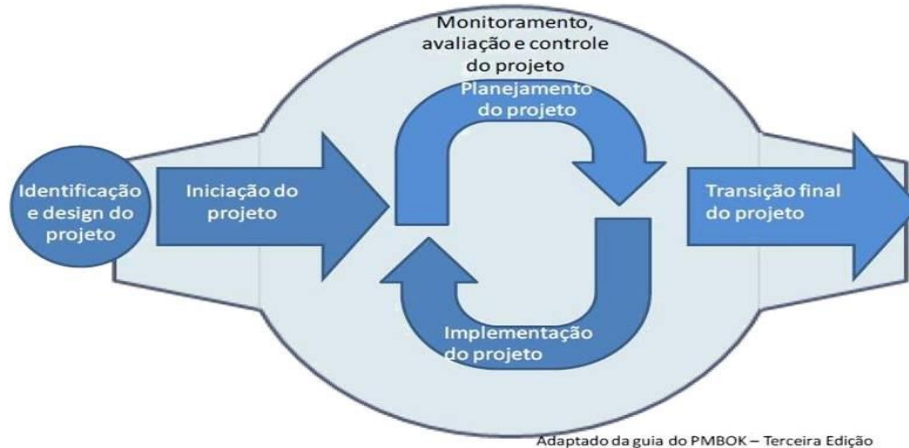 Monitoramento,
avaliação e controle
do projeto
Planejamento
do projeto
Identificação
e design do
projeto
Iniciação do
projeto
Transição final
do projeto
Implementação
do projeto
Adaptado da guia do PMBOK – Terceira Edição